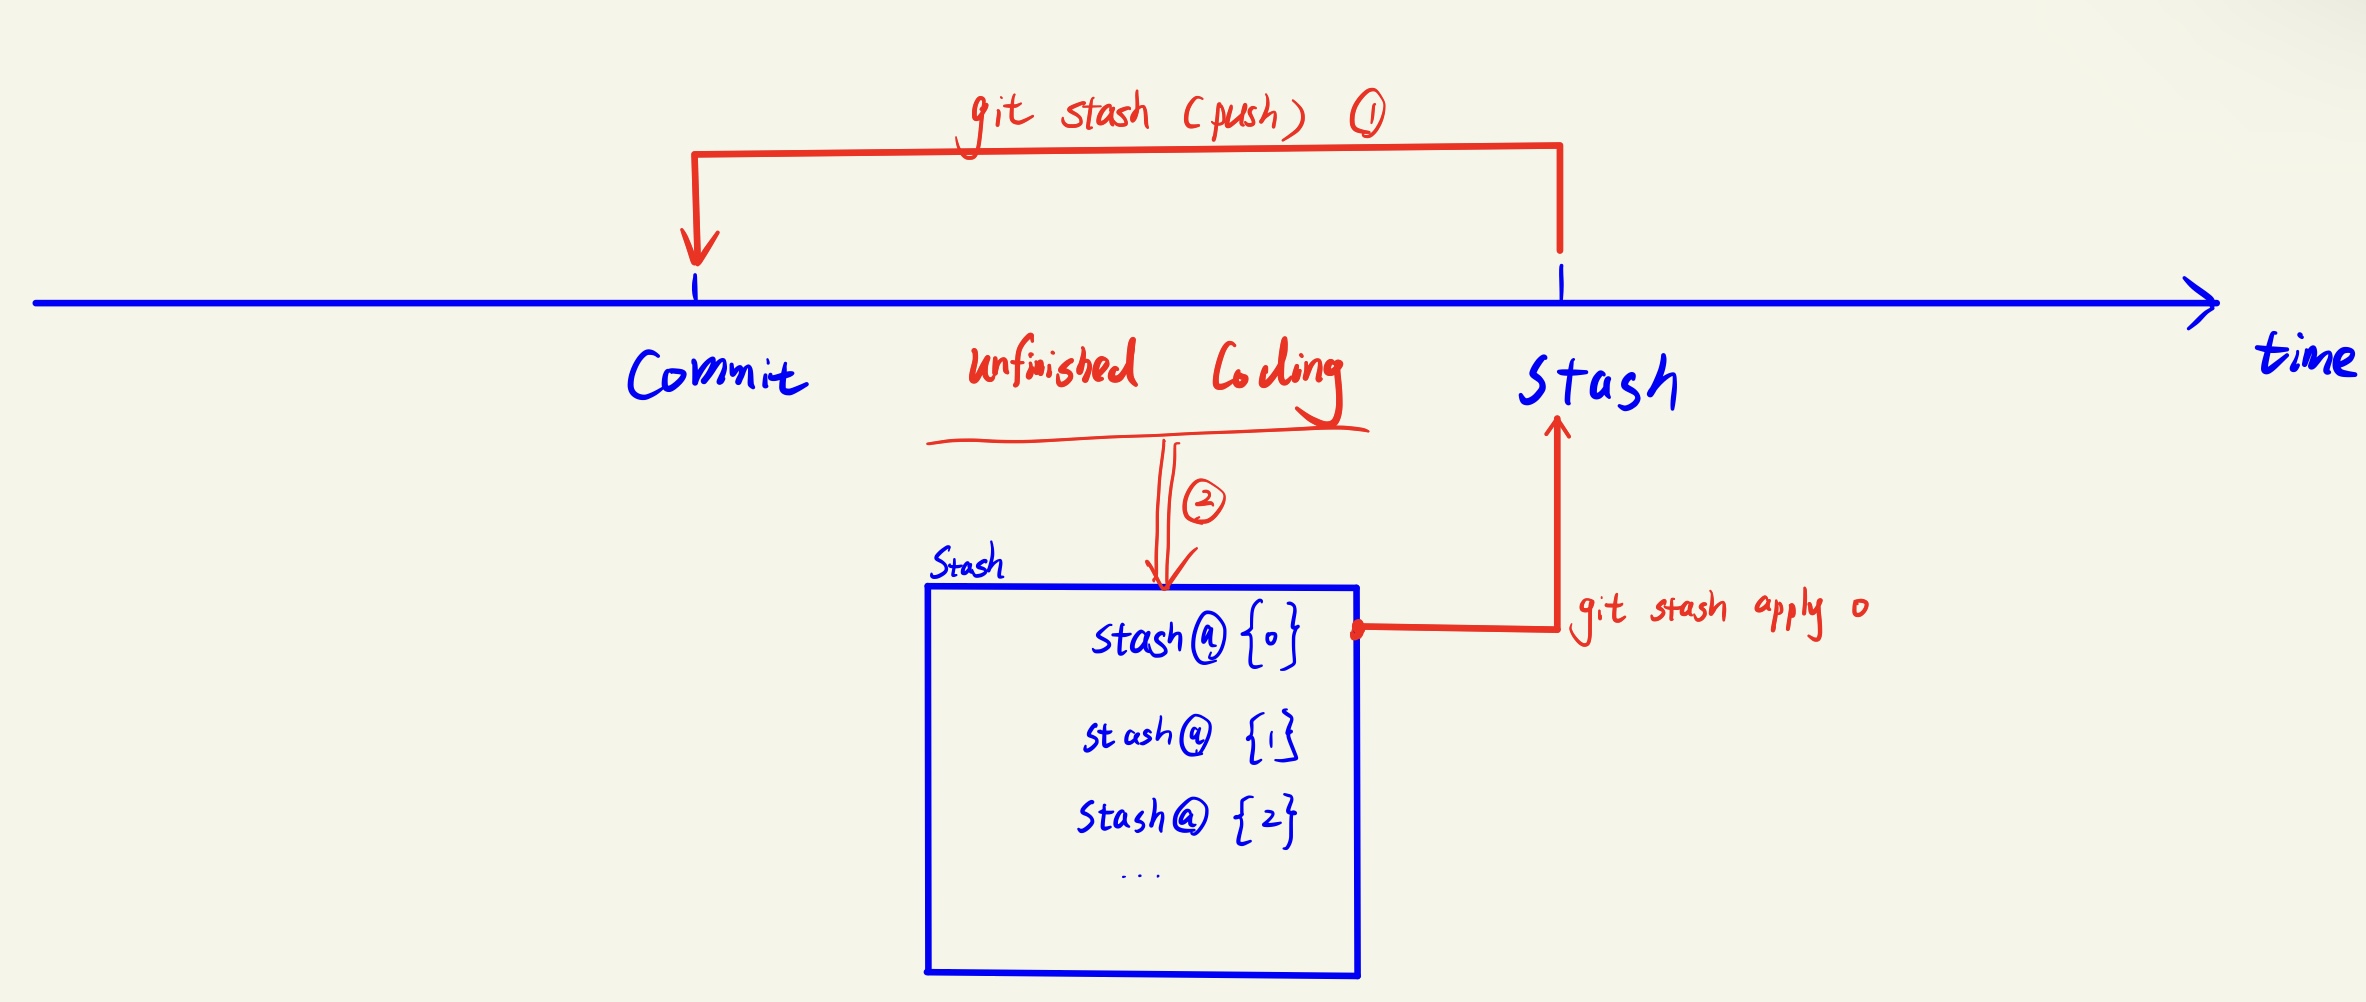 git stash (push) ①
Commit unfinished Coding Stash time
②
Stash
stash@ {0}
git stash apply 0
stash@ {1}
Stash@ {2}
...